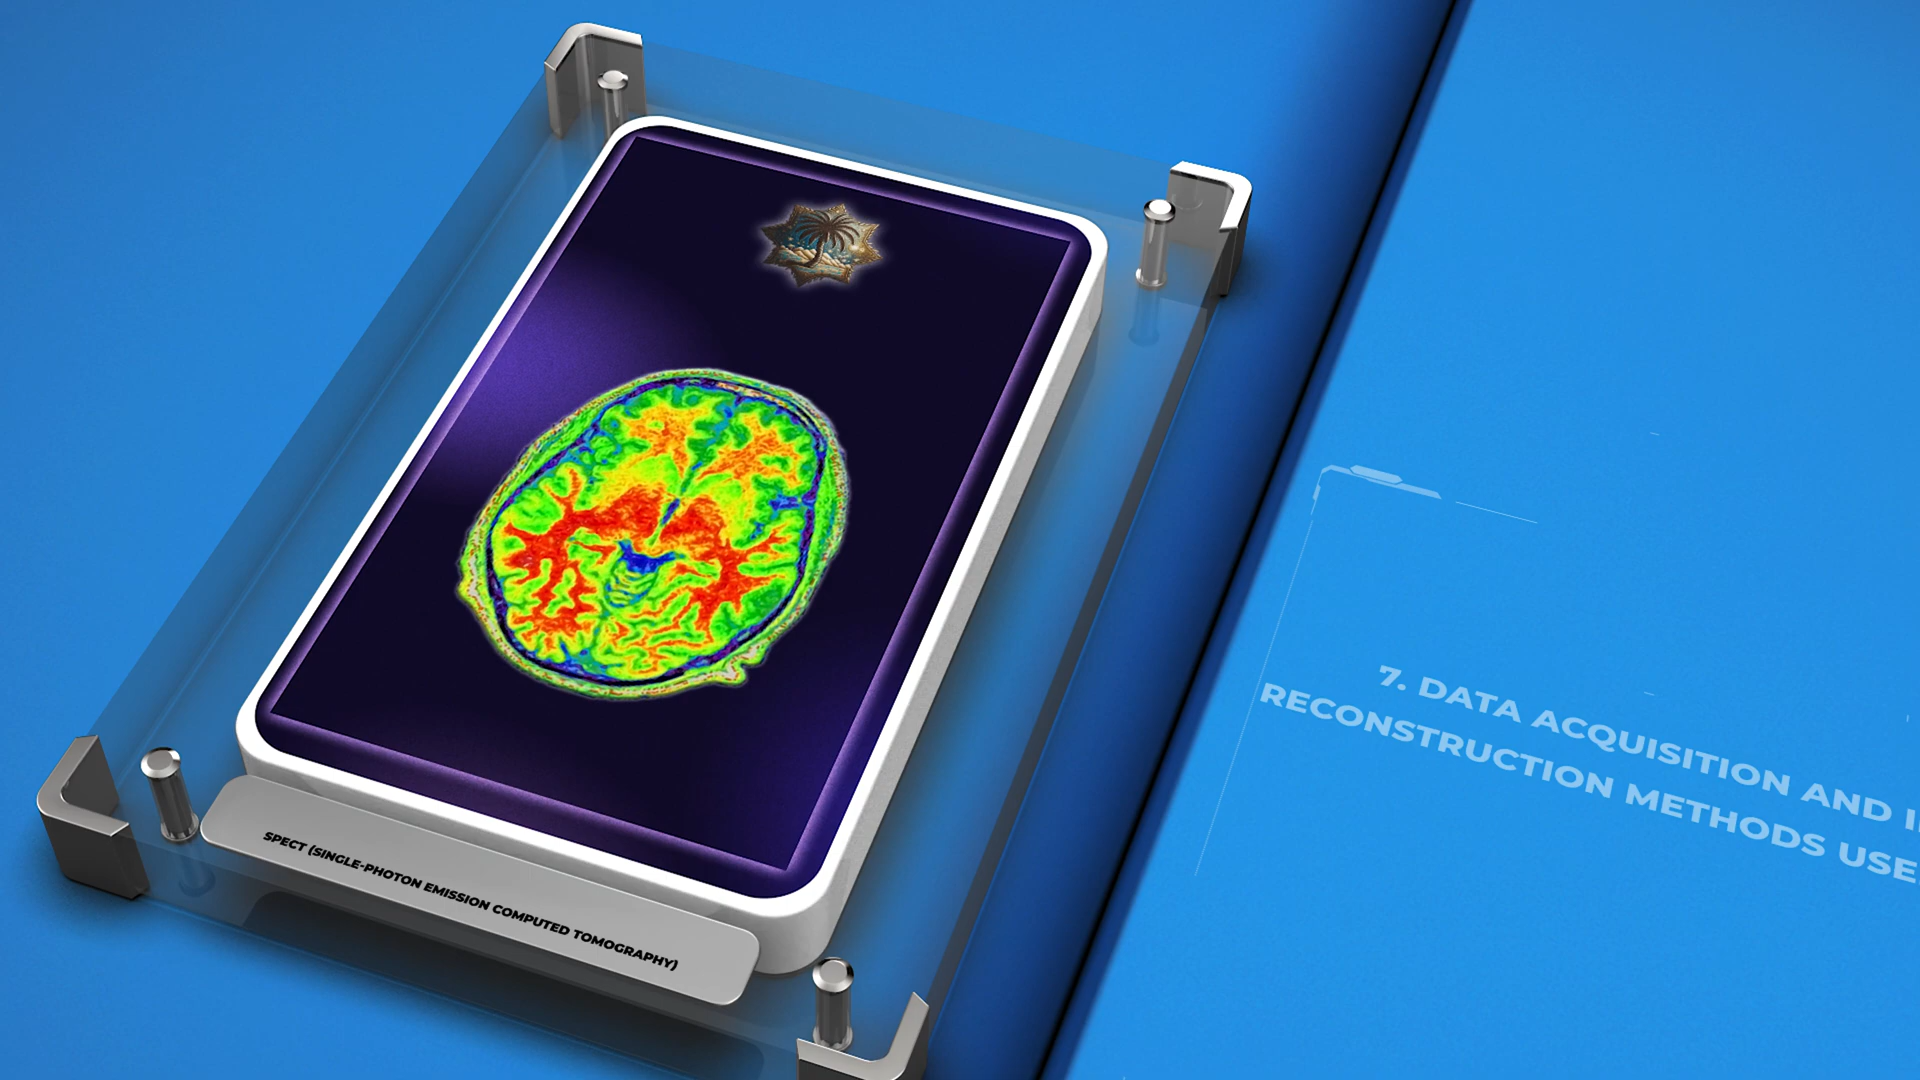 SPECT (SINGLE-PHOTON EMISSION COMPUTED TOMOGRAPHY)
7. DATA ACQUISITION AND
RECONSTRUCTION METHODS